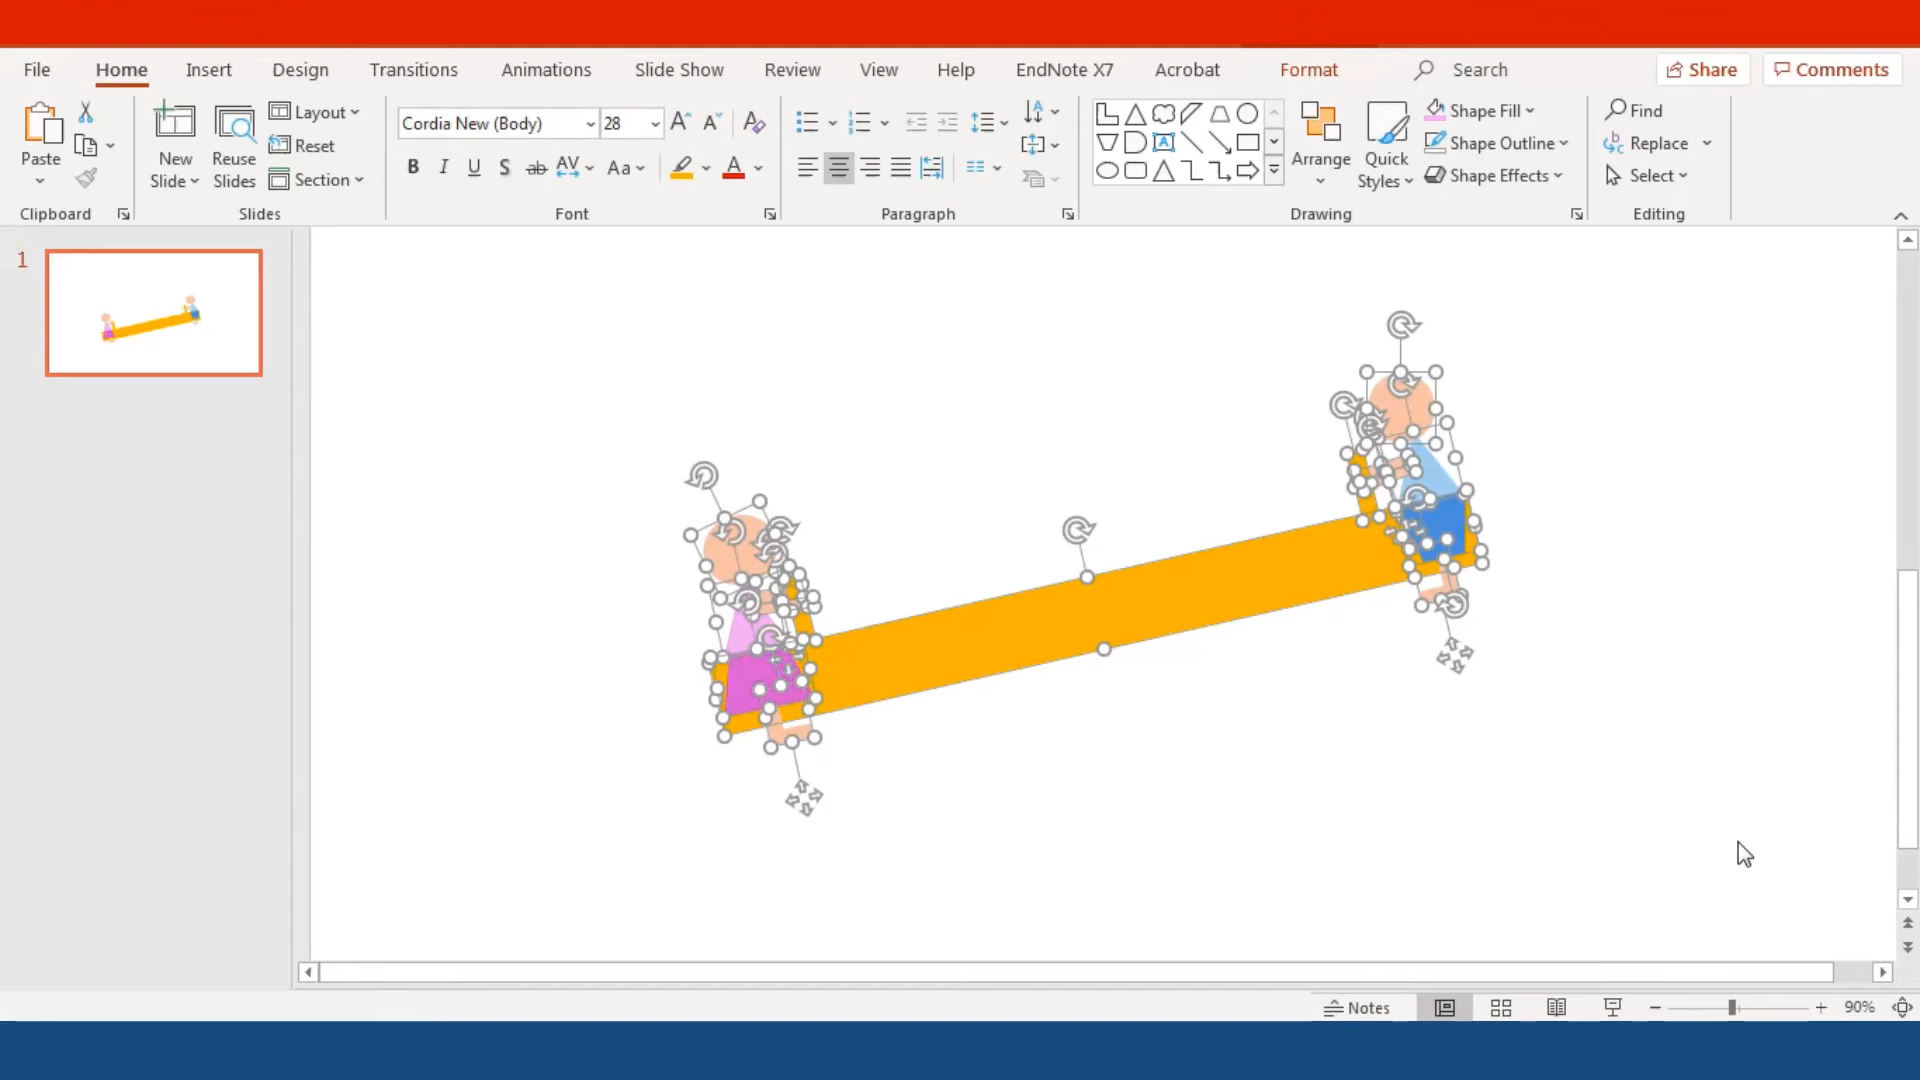 File Home Insert Design Transitions Animations Slide Show Review View Help EndNote X7 Acrobat Format Search Share Comments
Paste
New Slide
Reuse Slides
Layout
Reset
Section
Cordia New (Body) 28
Arrange
Quick Styles
Shape Fill
Shape Outline
Shape Effects
Find
Replace
Select
Clipboard Slides Font Paragraph Drawing Editing
1
Notes 90%